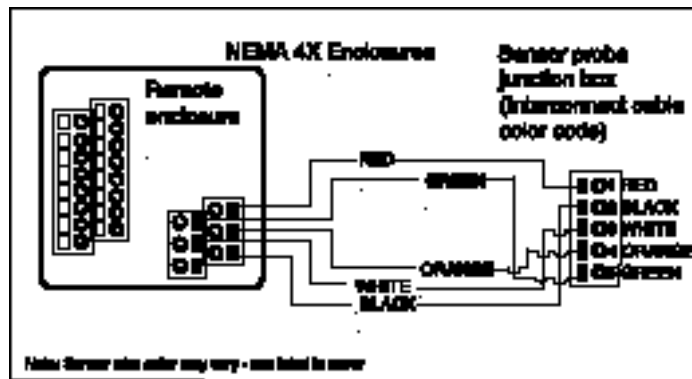 NEMA 4X Enclosures
Sensor probe
junction box
(Interconnect cable
color code)
Remote
enclosure
RED
GREEN
ORANGE
WHITE
BLACK
RED
BLACK
WHITE
ORANGE
GREEN
Note: Sensor wire color may vary - see label in cover